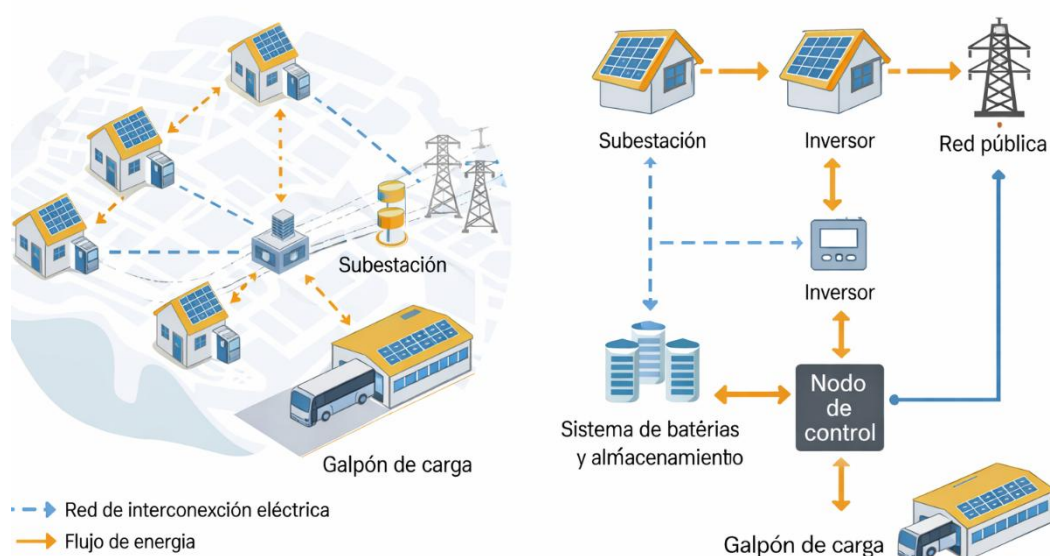 Subestación
Galpón de carga
Red de interconexción eléctrica
Flujo de energia
Subestación
Inversor
Red pública
Inversor
Sistema de batérias
y almacenamiento
Nodo
de
control
Galpón de carga